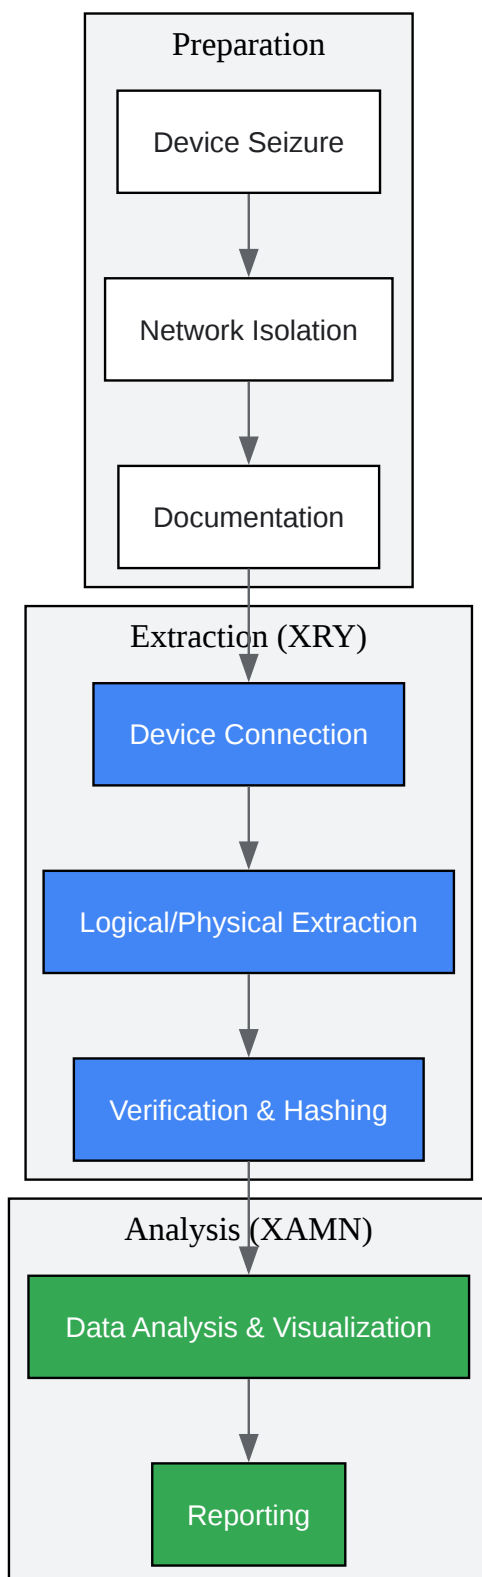 Preparation
Device Seizure
Network Isolation
Documentation
Extraction (XRY)
Device Connection
Logical/Physical Extraction
Verification & Hashing
Analysis (XAMN)
Data Analysis & Visualization
Reporting